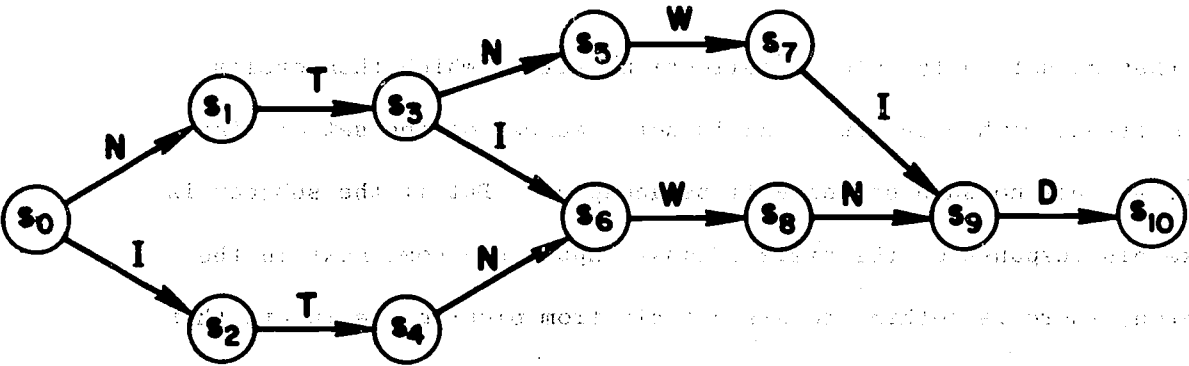 N W
s5 s7
T
s1 s3
N I I
s0 W N D
s6 s8 s9 s10
I N
T
s2 s4